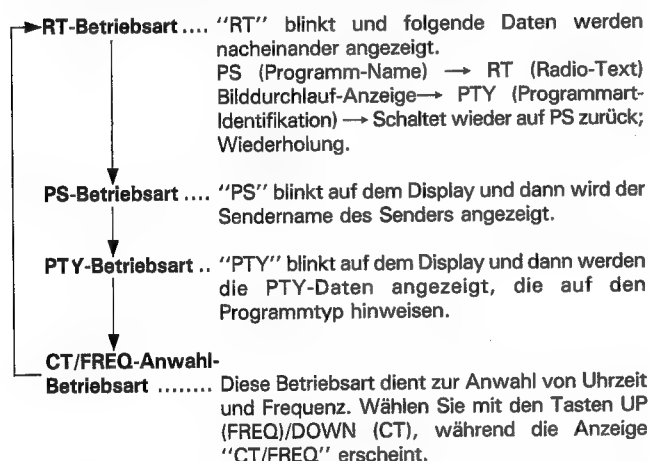 RT-Betriebsart .... “RT” blinkt und folgende Daten werden
nacheinander angezeigt.
PS (Programm-Name) → RT (Radio-Text)
Bilddurchlauf-Anzeige→ PTY (Programmart-
Identifikation) → Schaltet wieder auf PS zurück;
Wiederholung.
PS-Betriebsart .... “PS” blinkt auf dem Display und dann wird der
Sendername des Senders angezeigt.
PTY-Betriebsart .. “PTY” blinkt auf dem Display und dann werden
die PTY-Daten angezeigt, die auf den
Programmtyp hinweisen.
CT/FREQ-Anwahl-
Betriebsart ........ Diese Betriebsart dient zur Anwahl von Uhrzeit
und Frequenz. Wählen Sie mit den Tasten UP
(FREQ)/DOWN (CT), während die Anzeige
“CT/FREQ” erscheint.